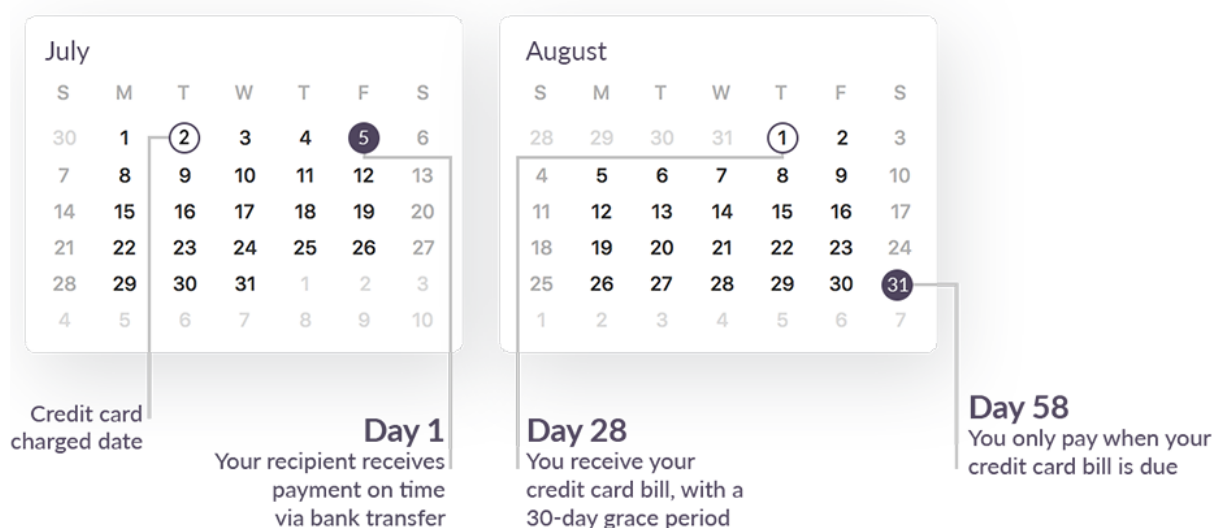 July
S M T W T F S
30 1 2 3 4 5 6
7 8 9 10 11 12 13
14 15 16 17 18 19 20
21 22 23 24 25 26 27
28 29 30 31 1 2 3
4 5 6 7 8 9 10
August
S M T W T F S
28 29 30 31 1 2 3
4 5 6 7 8 9 10
11 12 13 14 15 16 17
18 19 20 21 22 23 24
25 26 27 28 29 30 31
1 2 3 4 5 6 7
Credit card
charged date
Day 1
Your recipient receives
payment on time
via bank transfer
Day 28
You receive your
credit card bill, with a
30-day grace period
Day 58
You only pay when your
credit card bill is due